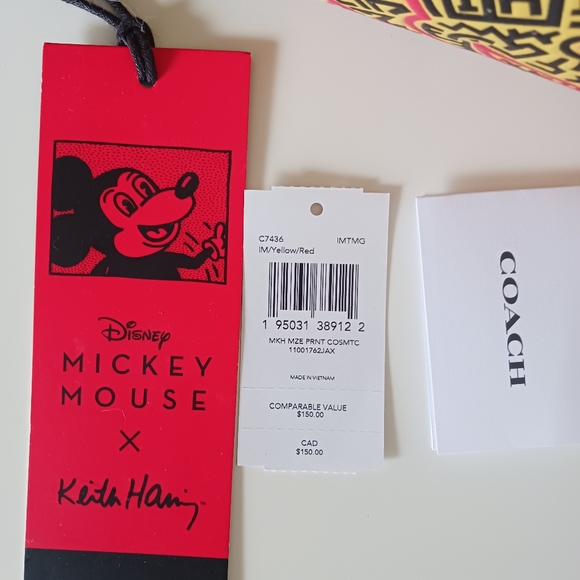 Disney
MICKEY
MOUSE
X
Keith Haring™
C7436 IMTMG
IM/Yellow/Red
1 95031 38912 2
MKH MZE PRNT COSMTC
11001762JAX
MADE IN VIETNAM
COMPARABLE VALUE
$150.00
CAD
$150.00
COACH